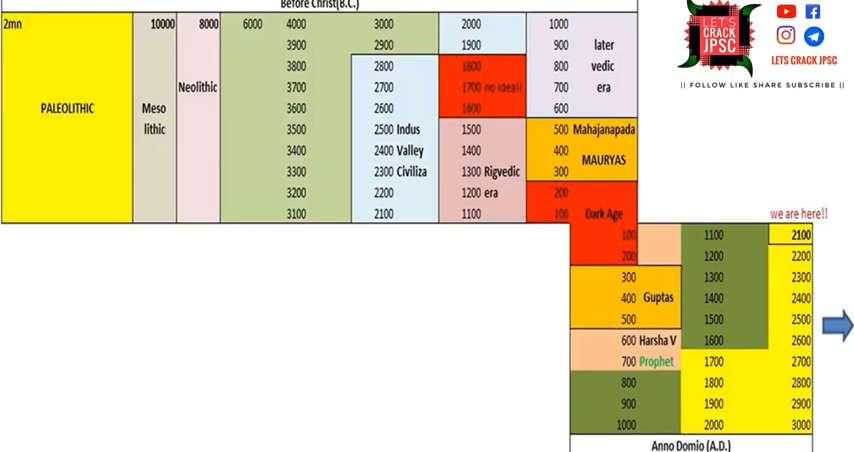 Before Christ(B.C.)
2mn 10000 8000 6000 4000 3000 2000 1000
3900 2900 1900 900 later
3800 2800 1800 800 vedic
Neolithic 3700 2700 1700 no idea!! 700 era
PALEOLITHIC Meso 3600 2600 1600 600
lithic 3500 2500 Indus 1500 500 Mahajanapada
3400 2400 Valley 1400 400 MAURYAS
3300 2300 Civiliza 1300 Rigvedic 300
3200 2200 1200 era 200
3100 2100 1100 100 Dark Age
we are here!!
100 1100 2100
200 1200 2200
300 1300 2300
400 Guptas 1400 2400
500 1500 2500
600 Harsha V 1600 2600
700 Prophet 1700 2700
800 1800 2800
900 1900 2900
1000 2000 3000
Anno Domio (A.D.)
LET'S
CRACK
JPSC
LETS CRACK JPSC
|| FOLLOW LIKE SHARE SUBSCRIBE ||